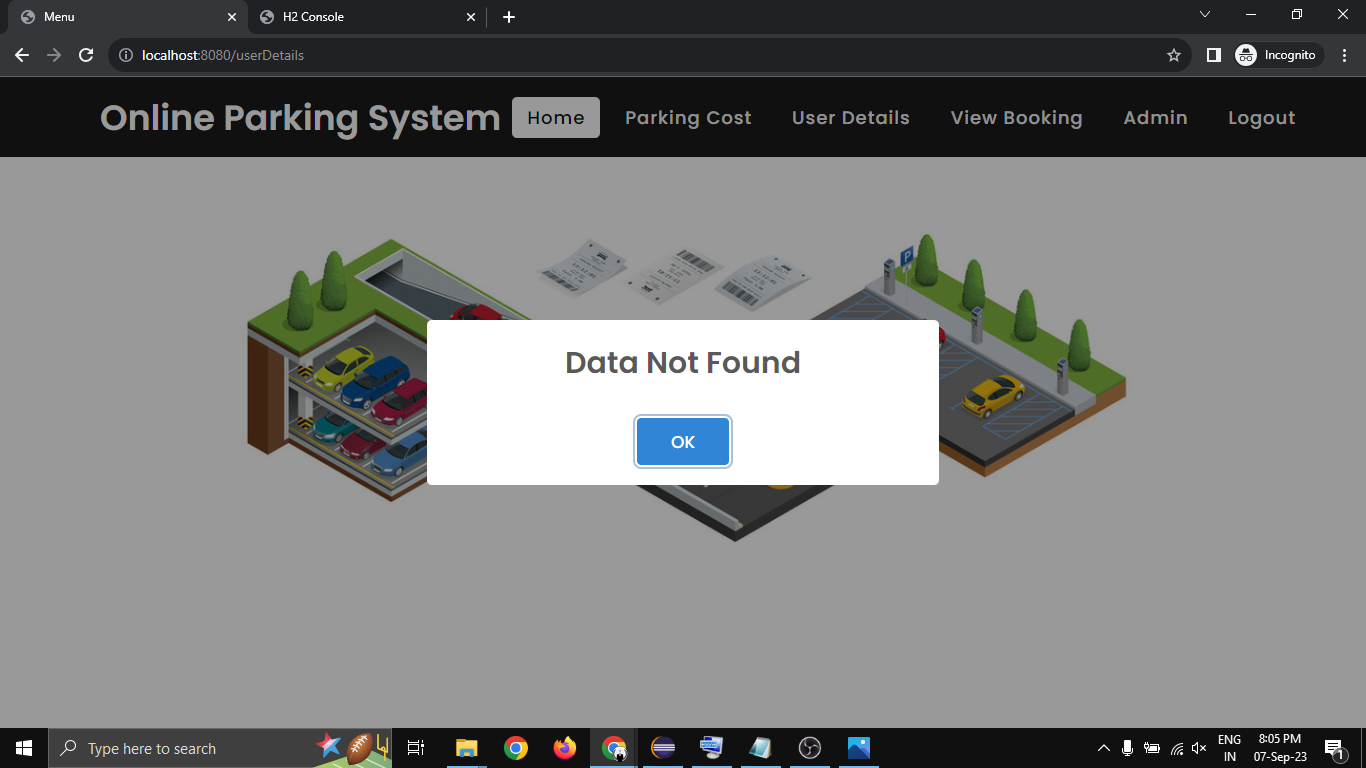 Menu
H2 Console
localhost:8080/userDetails
Incognito
Online Parking System
Home
Parking Cost
User Details
View Booking
Admin
Logout
P
Data Not Found
OK
Type here to search
ENG
IN
8:05 PM
07-Sep-23
1